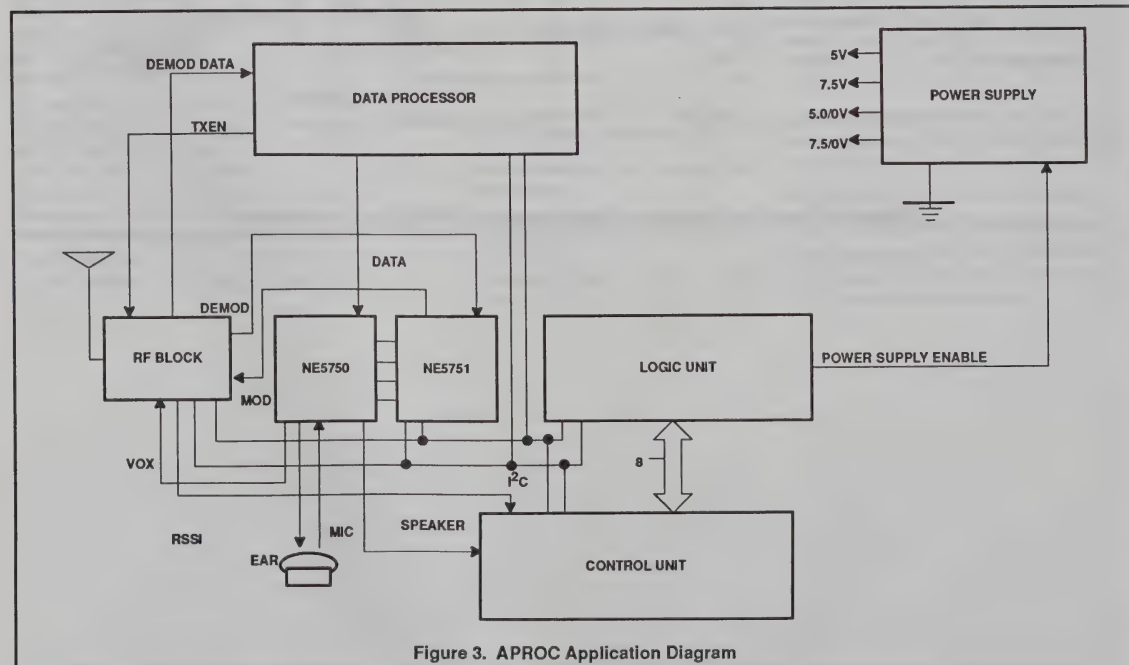 DEMOD DATA
DATA PROCESSOR
TXEN
5V
7.5V
5.0/0V
7.5/0V
POWER SUPPLY
DATA
DEMOD
RF BLOCK
NE5750
NE5751
LOGIC UNIT
POWER SUPPLY ENABLE
MOD
VOX
8
I²C
RSSI
MIC
SPEAKER
EAR
CONTROL UNIT
Figure 3. APROC Application Diagram